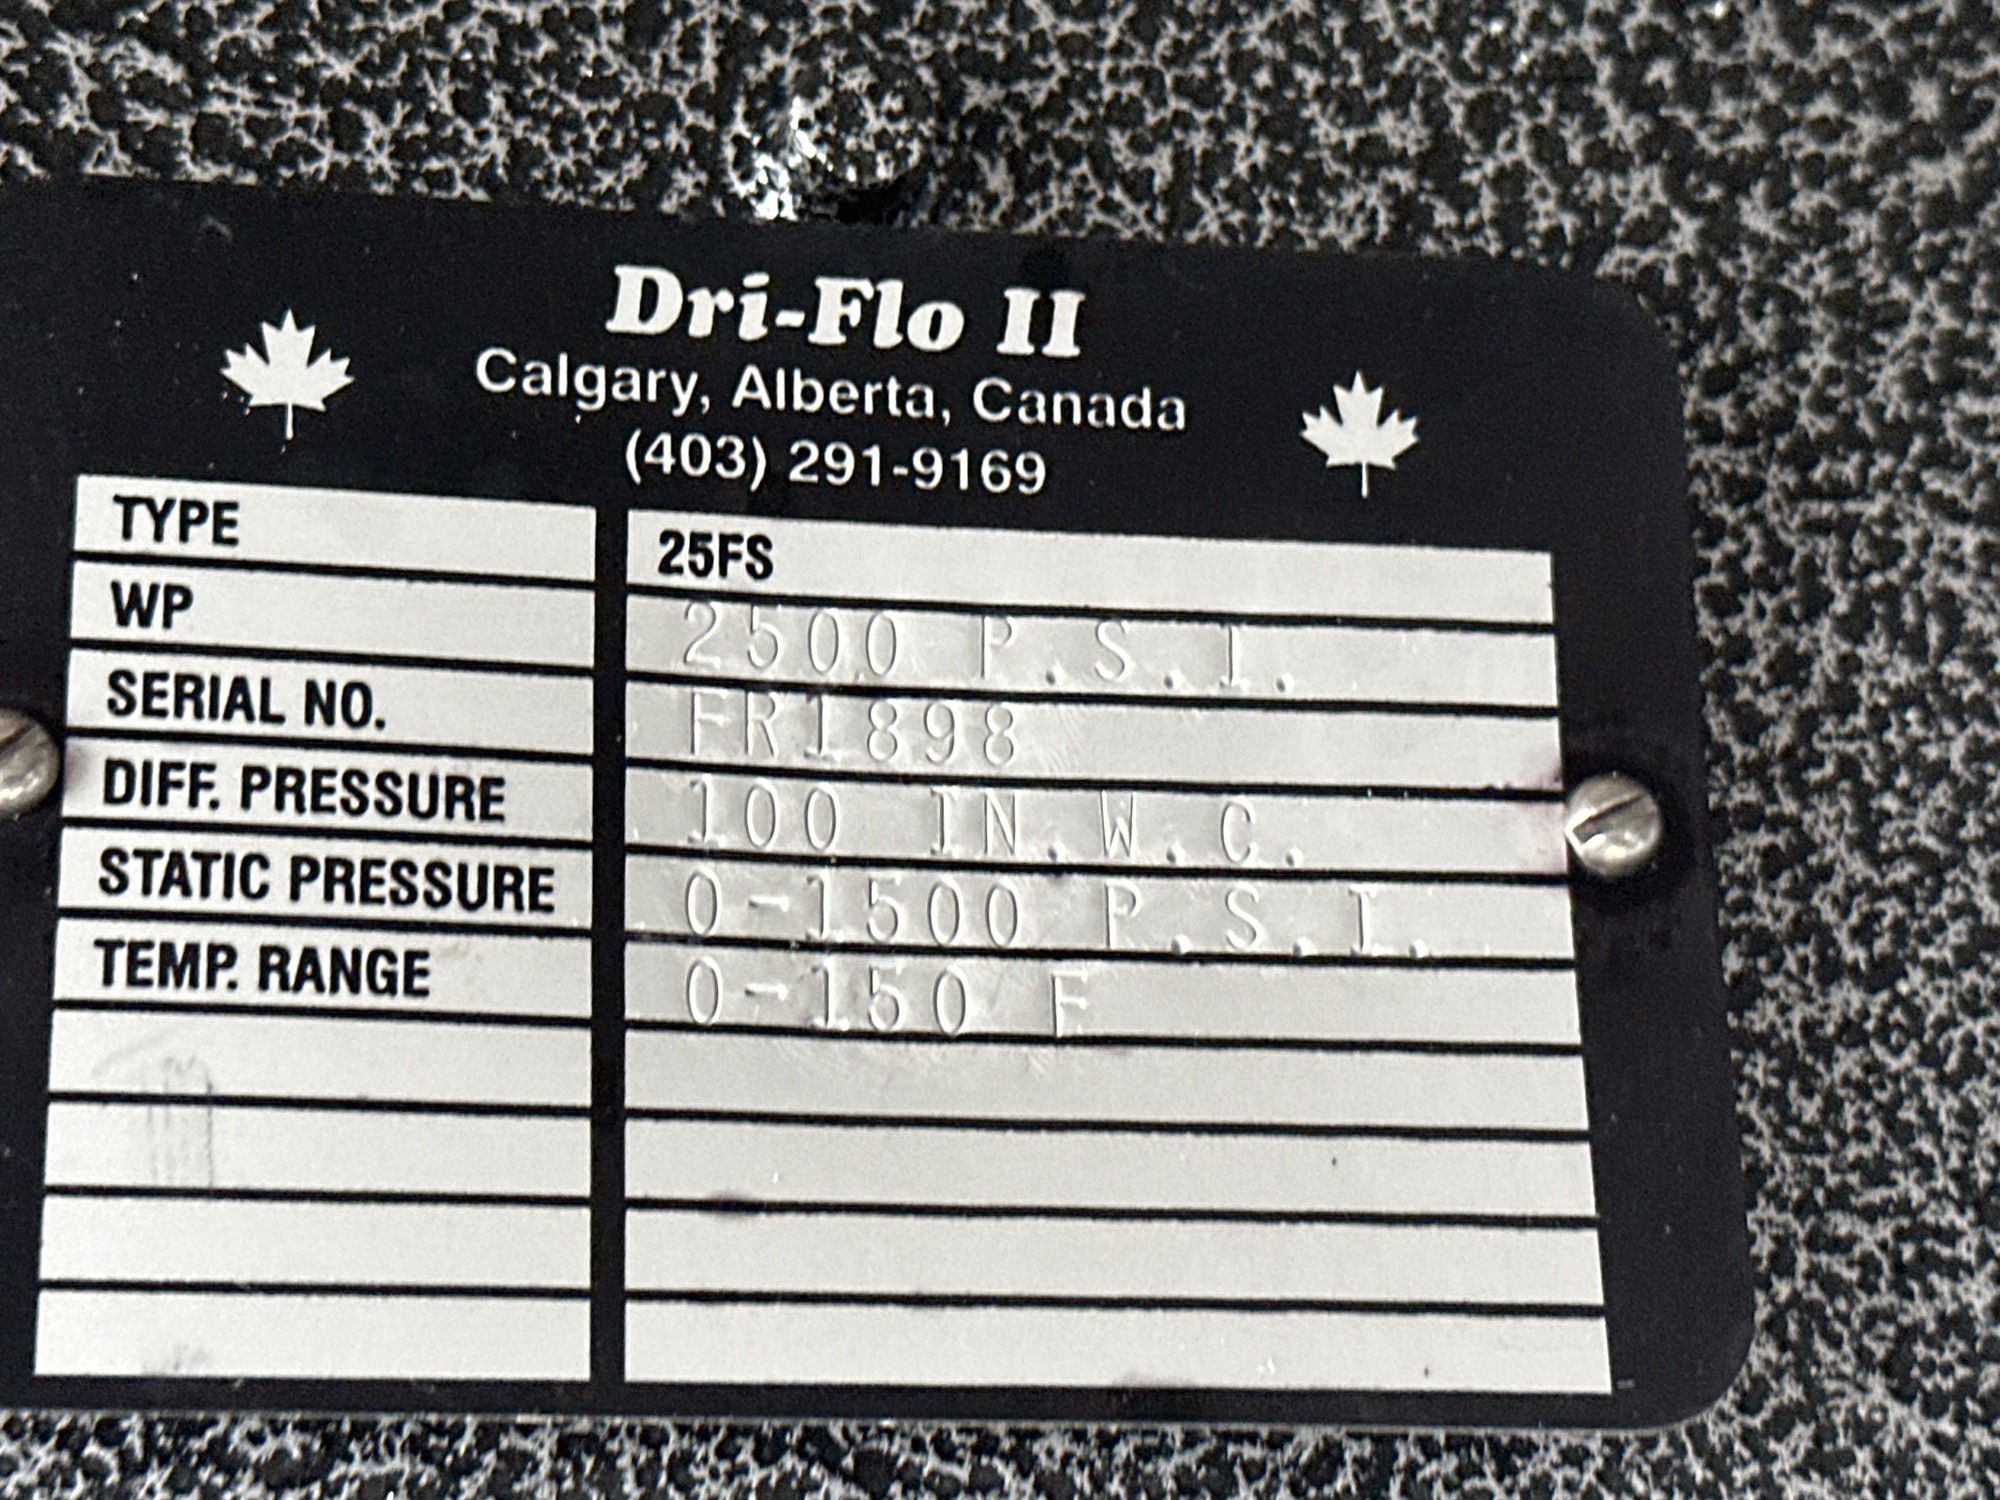 Dri-Flo II
Calgary, Alberta, Canada
(403) 291-9169
TYPE 25FS
WP 2500 P.S.I.
SERIAL NO. FR1898
DIFF. PRESSURE 100 IN.W.C.
STATIC PRESSURE 0-1500 P.S.I.
TEMP. RANGE 0-150 F